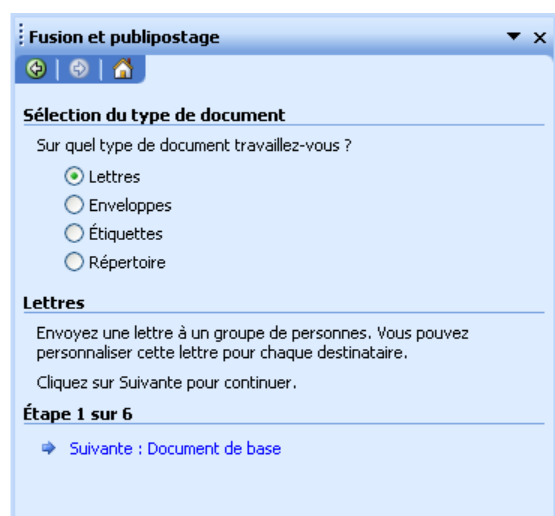 Fusion et publipostage
Sélection du type de document
Sur quel type de document travaillez-vous ?
Lettres
Enveloppes
Étiquettes
Répertoire
Lettres
Envoyez une lettre à un groupe de personnes. Vous pouvez
personnaliser cette lettre pour chaque destinataire.
Cliquez sur Suivante pour continuer.
Étape 1 sur 6
Suivante : Document de base